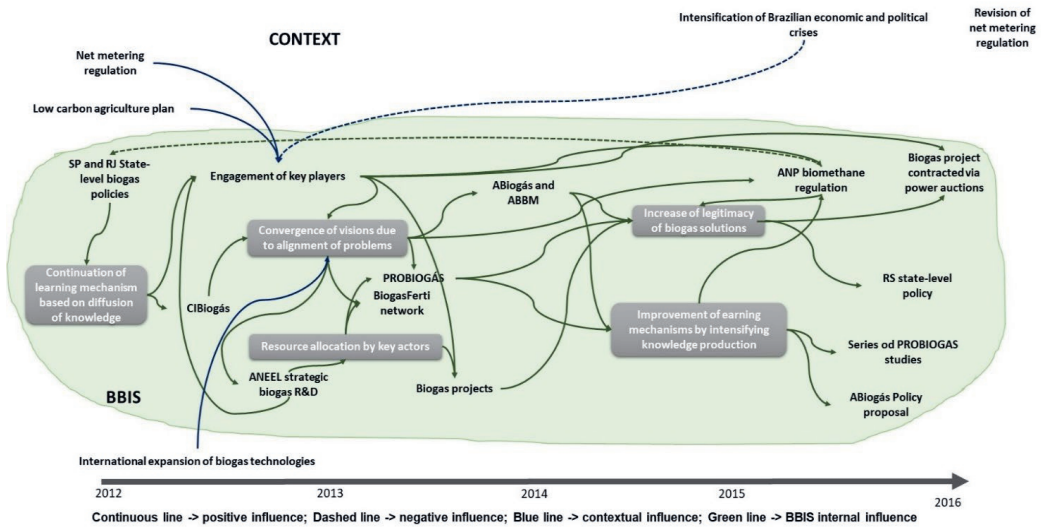 CONTEXT
Net metering
regulation
Low carbon agriculture plan
Intensification of Brazilian economic and political
crises
Revision of
net metering
regulation
SP and RJ State-
level biogas
policies
Engagement of key players
ABiogás and
ABBM
ANP biomethane
regulation
Biogas project
contracted via
power auctions
Convergence of visions due
to alignment of problems
Increase of legitimacy
of biogas solutions
Continuation of
learning mechanism
based on diffusion
of knowledge
CIBiogás
PROBIOGÁS
BiogasFerti
network
RS state-level
policy
Resource allocation by key actors
Improvement of earning
mechanisms by intensifying
knowledge production
Series od PROBIOGAS
studies
ANEEL strategic
biogas R&D
Biogas projects
ABiogás Policy
proposal
BBIS
International expansion of biogas technologies
2012
2013
2014
2015
2016
Continuous line -> positive influence; Dashed line -> negative influence; Blue line -> contextual influence; Green line -> BBIS internal influence